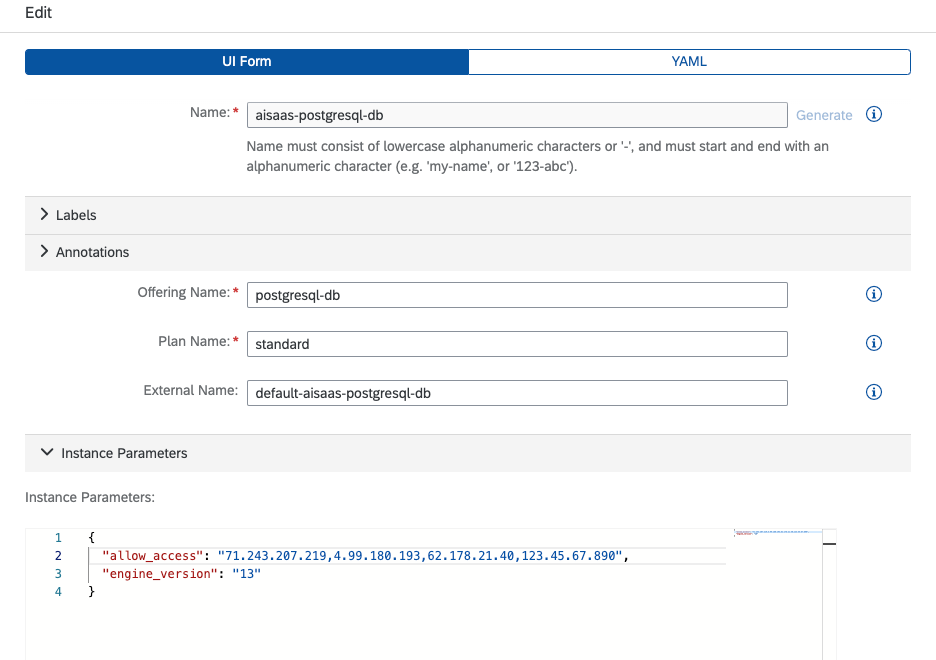 Edit
UI Form
YAML
Name:* aisaas-postgresql-db Generate
Name must consist of lowercase alphanumeric characters or '-', and must start and end with an
alphanumeric character (e.g. 'my-name', or '123-abc').
Labels
Annotations
Offering Name:* postgresql-db
Plan Name:* standard
External Name: default-aisaas-postgresql-db
Instance Parameters
Instance Parameters:
1 {
2 "allow_access": "71.243.207.219,4.99.180.193,62.178.21.40,123.45.67.890",
3 "engine_version": "13"
4 }